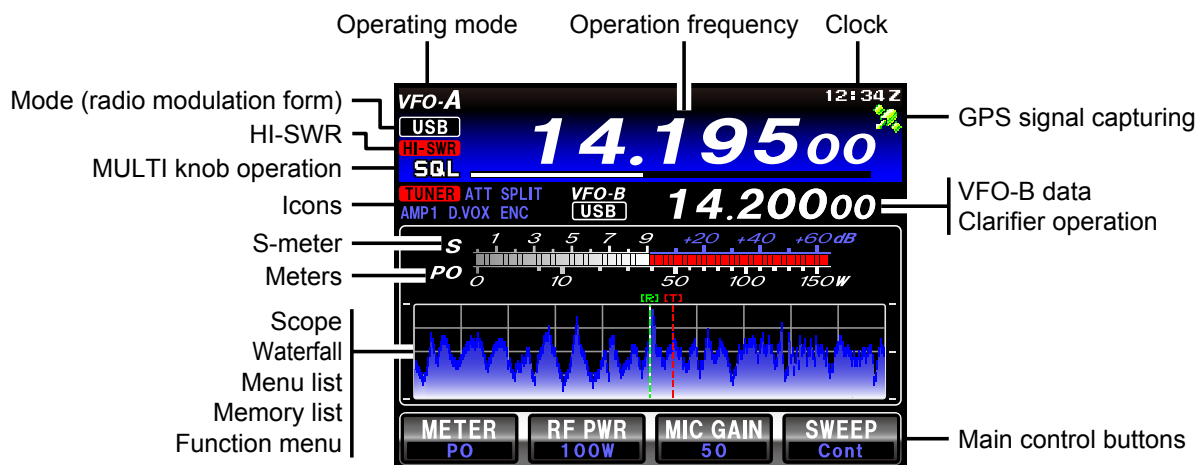 Operating mode
Operation frequency
Clock
Mode (radio modulation form)
HI-SWR
MULTI knob operation
Icons
S-meter
Meters
Scope
Waterfall
Menu list
Memory list
Function menu
VFO-A
12:34Z
USB
14.195 00
HI-SWR
SQL
TUNER ATT SPLIT
AMP1 D.VOX ENC
VFO-B
USB
14.200 00
S 1 3 5 7 9 +20 +40 +60dB
PO 0 10 50 100 150W
[R] [T]
METER
PO
RF PWR
100W
MIC GAIN
50
SWEEP
Cont
GPS signal capturing
VFO-B data
Clarifier operation
Main control buttons